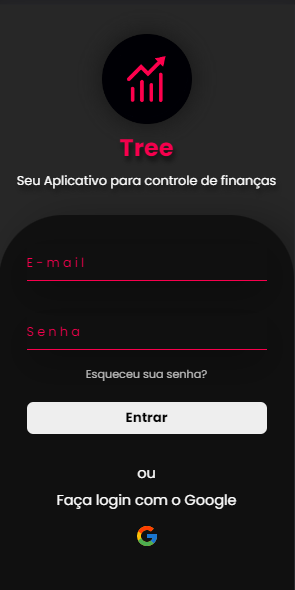 Tree
Seu Aplicativo para controle de finanças
E-mail
Senha
Esqueceu sua senha?
Entrar
ou
Faça login com o Google